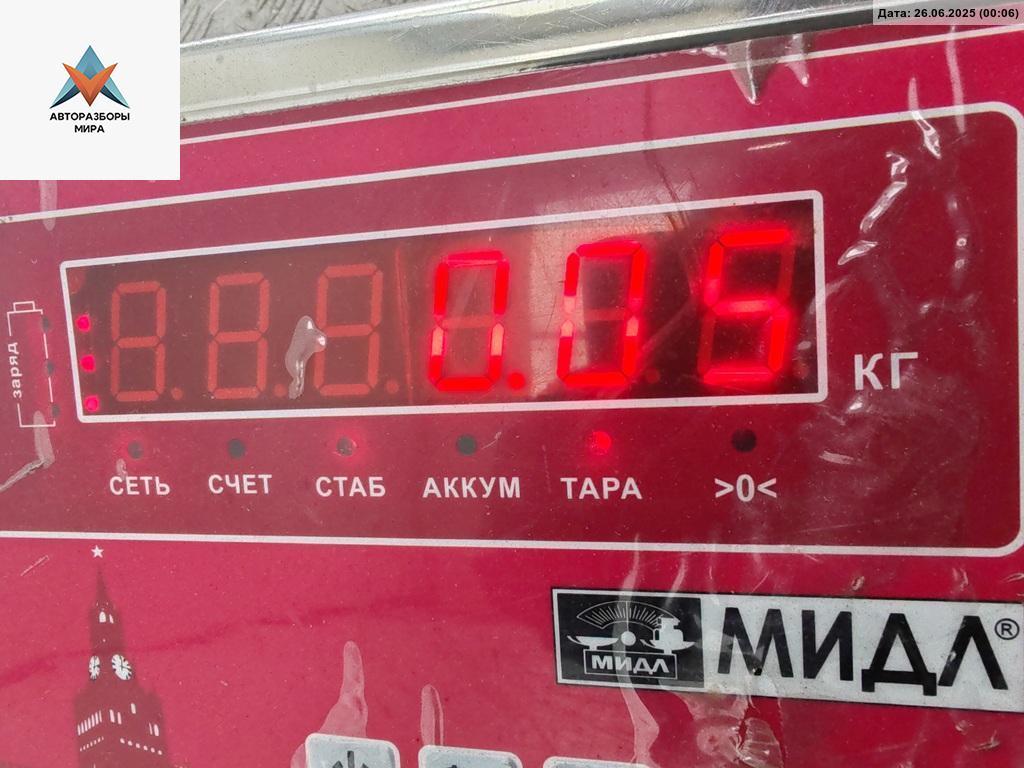 Дата: 26.06.2025 (00:06)
АВТОРАЗБОРЫ
МИРА
заряд
0.05
КГ
СЕТЬ СЧЕТ СТАБ АККУМ ТАРА >0<
МИДЛ МИДЛ®